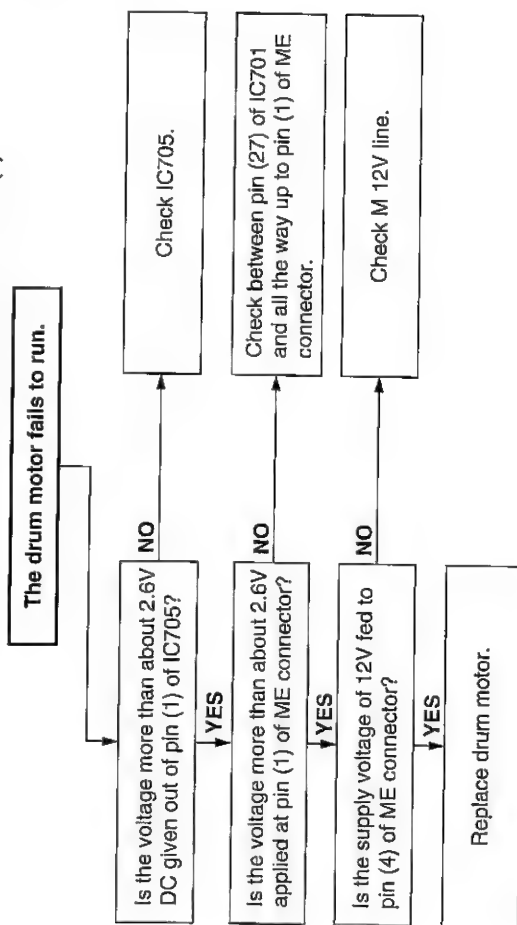 The drum motor fails to run.
Is the voltage more than about 2.6V
DC given out of pin (1) of IC705?
NO
Check IC705.
YES
Is the voltage more than about 2.6V
applied at pin (1) of ME connector?
NO
Check between pin (27) of IC701
and all the way up to pin (1) of ME
connector.
YES
Is the supply voltage of 12V fed to
pin (4) of ME connector?
NO
Check M 12V line.
YES
Replace drum motor.